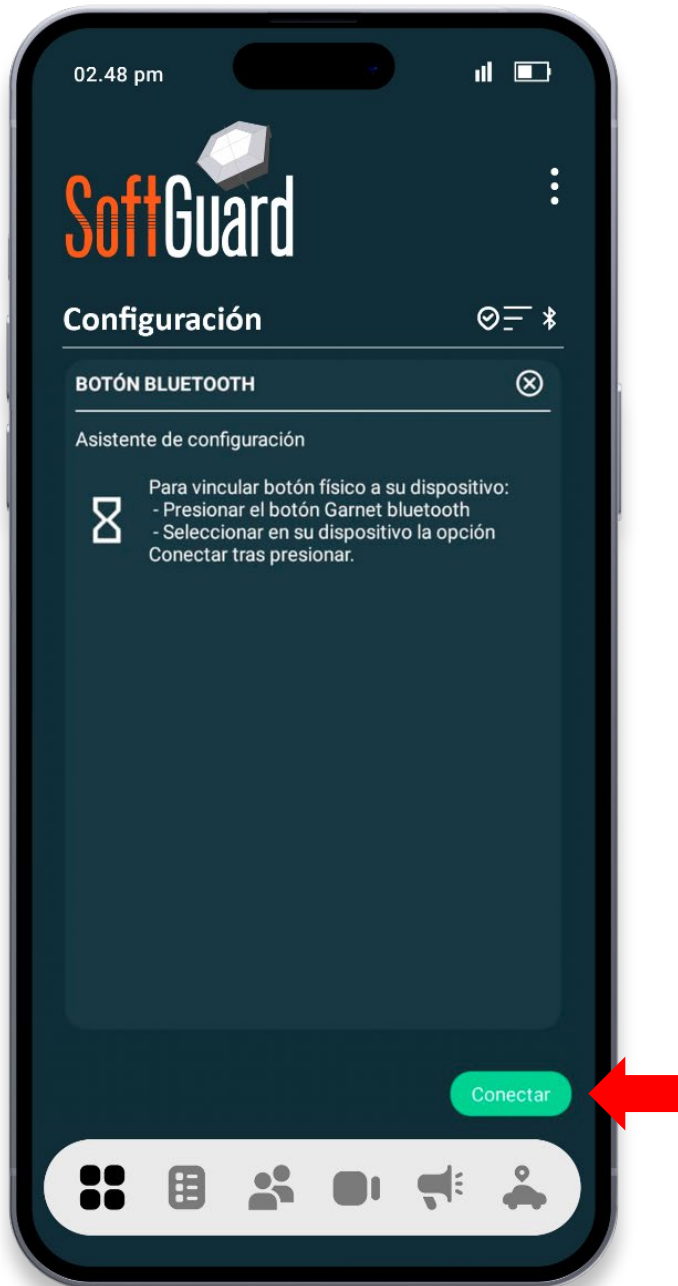 02.48 pm
SoftGuard
Configuración
BOTÓN BLUETOOTH
Asistente de configuración
Para vincular botón físico a su dispositivo:
- Presionar el botón Garnet bluetooth
- Seleccionar en su dispositivo la opción
Conectar tras presionar.
Conectar